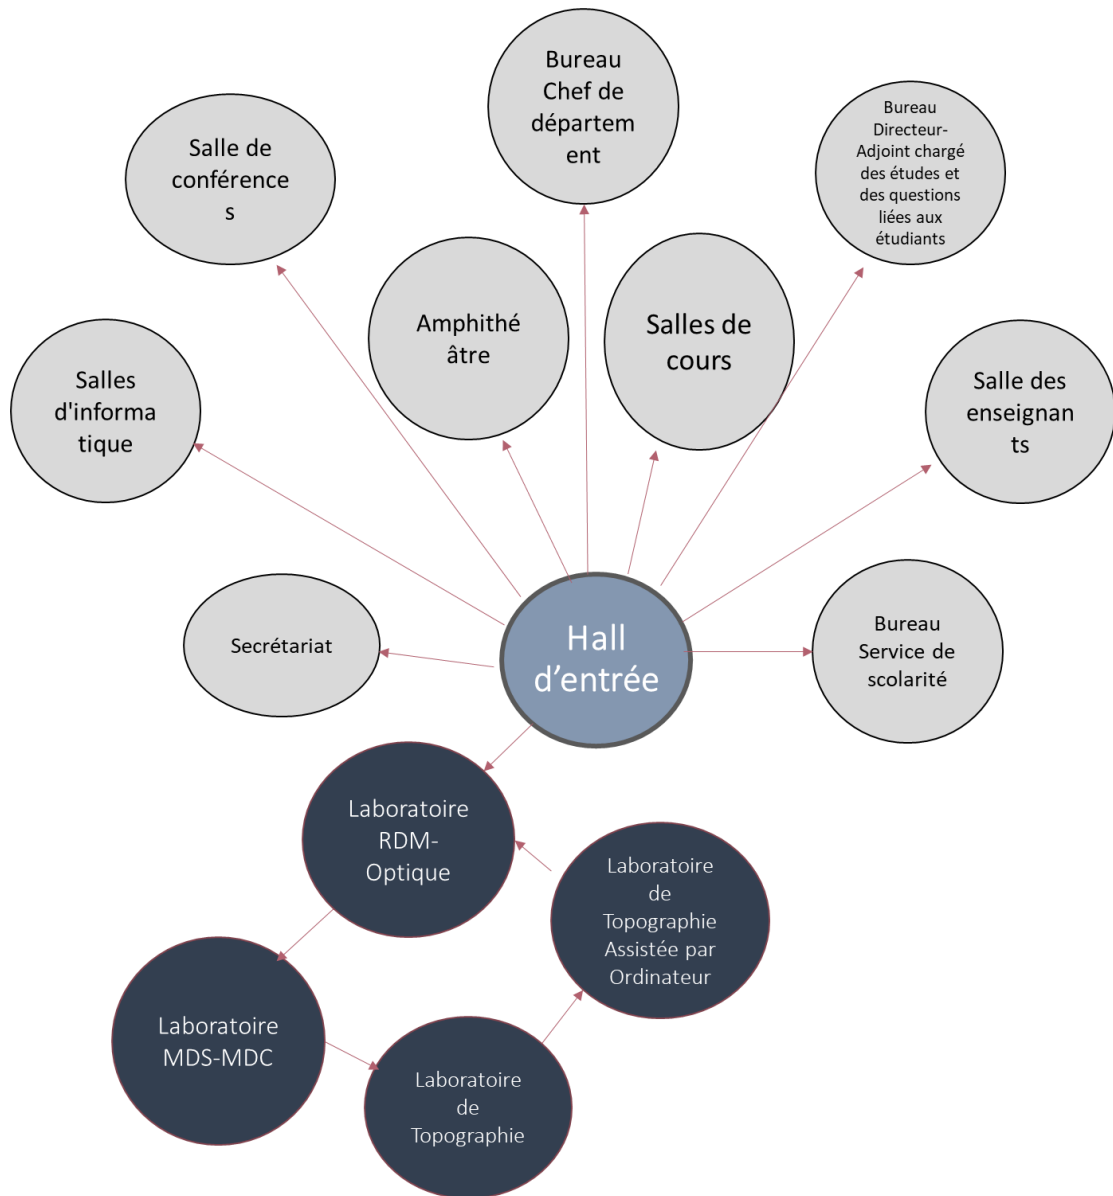 Bureau
Chef de
départem
ent
Bureau
Directeur-
Adjoint chargé
des études et
des questions
liées aux
étudiants
Salle de
conférence
s
Amphithé
âtre
Salles de
cours
Salles
d'informa
tique
Salle des
enseignan
ts
Secrétariat
Hall
d’entrée
Bureau
Service de
scolarité
Laboratoire
RDM-
Optique
Laboratoire
de
Topographie
Assistée par
Ordinateur
Laboratoire
MDS-MDC
Laboratoire
de
Topographie